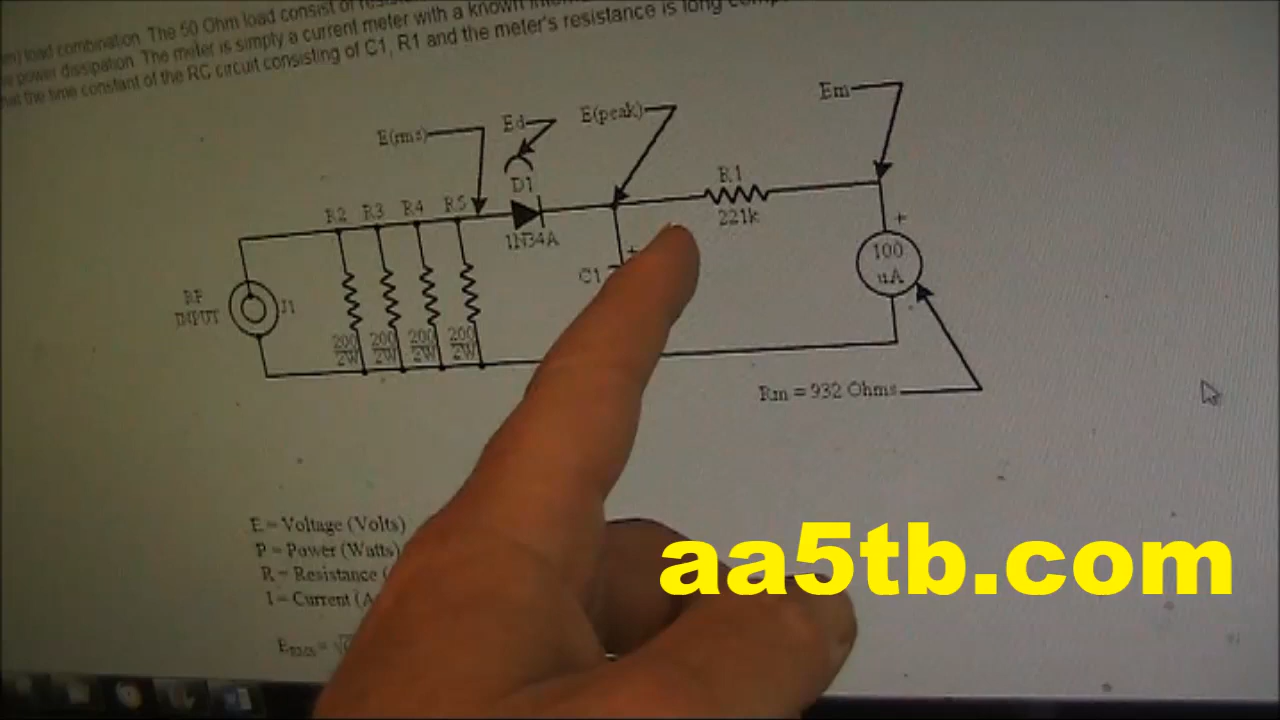 load combination. The 50 Ohm load consist of
power dissipation. The meter is simply a current meter with a known
that the time constant of the RC circuit consisting of C1, R1 and the meter's resistance is long
Em
E(rms)
Ed
E(peak)
R2 R3 R4 R5
D1
1N34A
R1
221k
+
100
uA
C1
+
RF
INPUT
J1
200
2W
200
2W
200
2W
200
2W
Rm = 932 Ohms
E = Voltage (Volts)
P = Power (Watts)
R = Resistance (
I = Current (A
ERMS = √
aa5tb.com